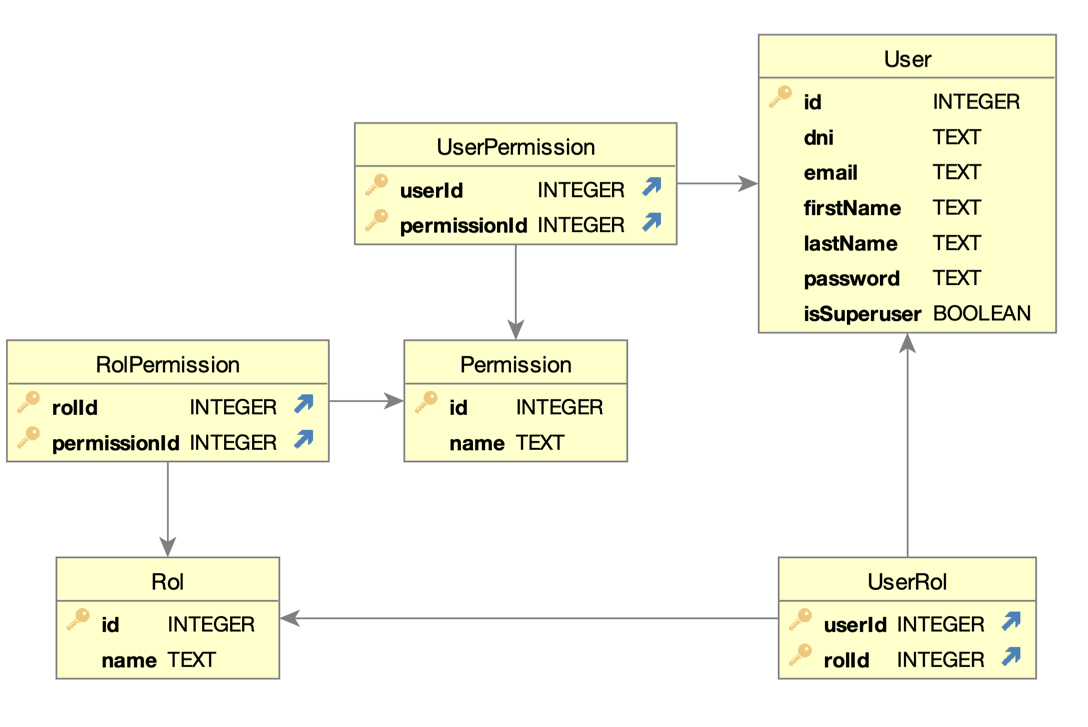 User
id INTEGER
dni TEXT
email TEXT
firstName TEXT
lastName TEXT
password TEXT
isSuperuser BOOLEAN
UserPermission
userId INTEGER
permissionId INTEGER
RolPermission
rolId INTEGER
permissionId INTEGER
Permission
id INTEGER
name TEXT
Rol
id INTEGER
name TEXT
UserRol
userId INTEGER
rolId INTEGER